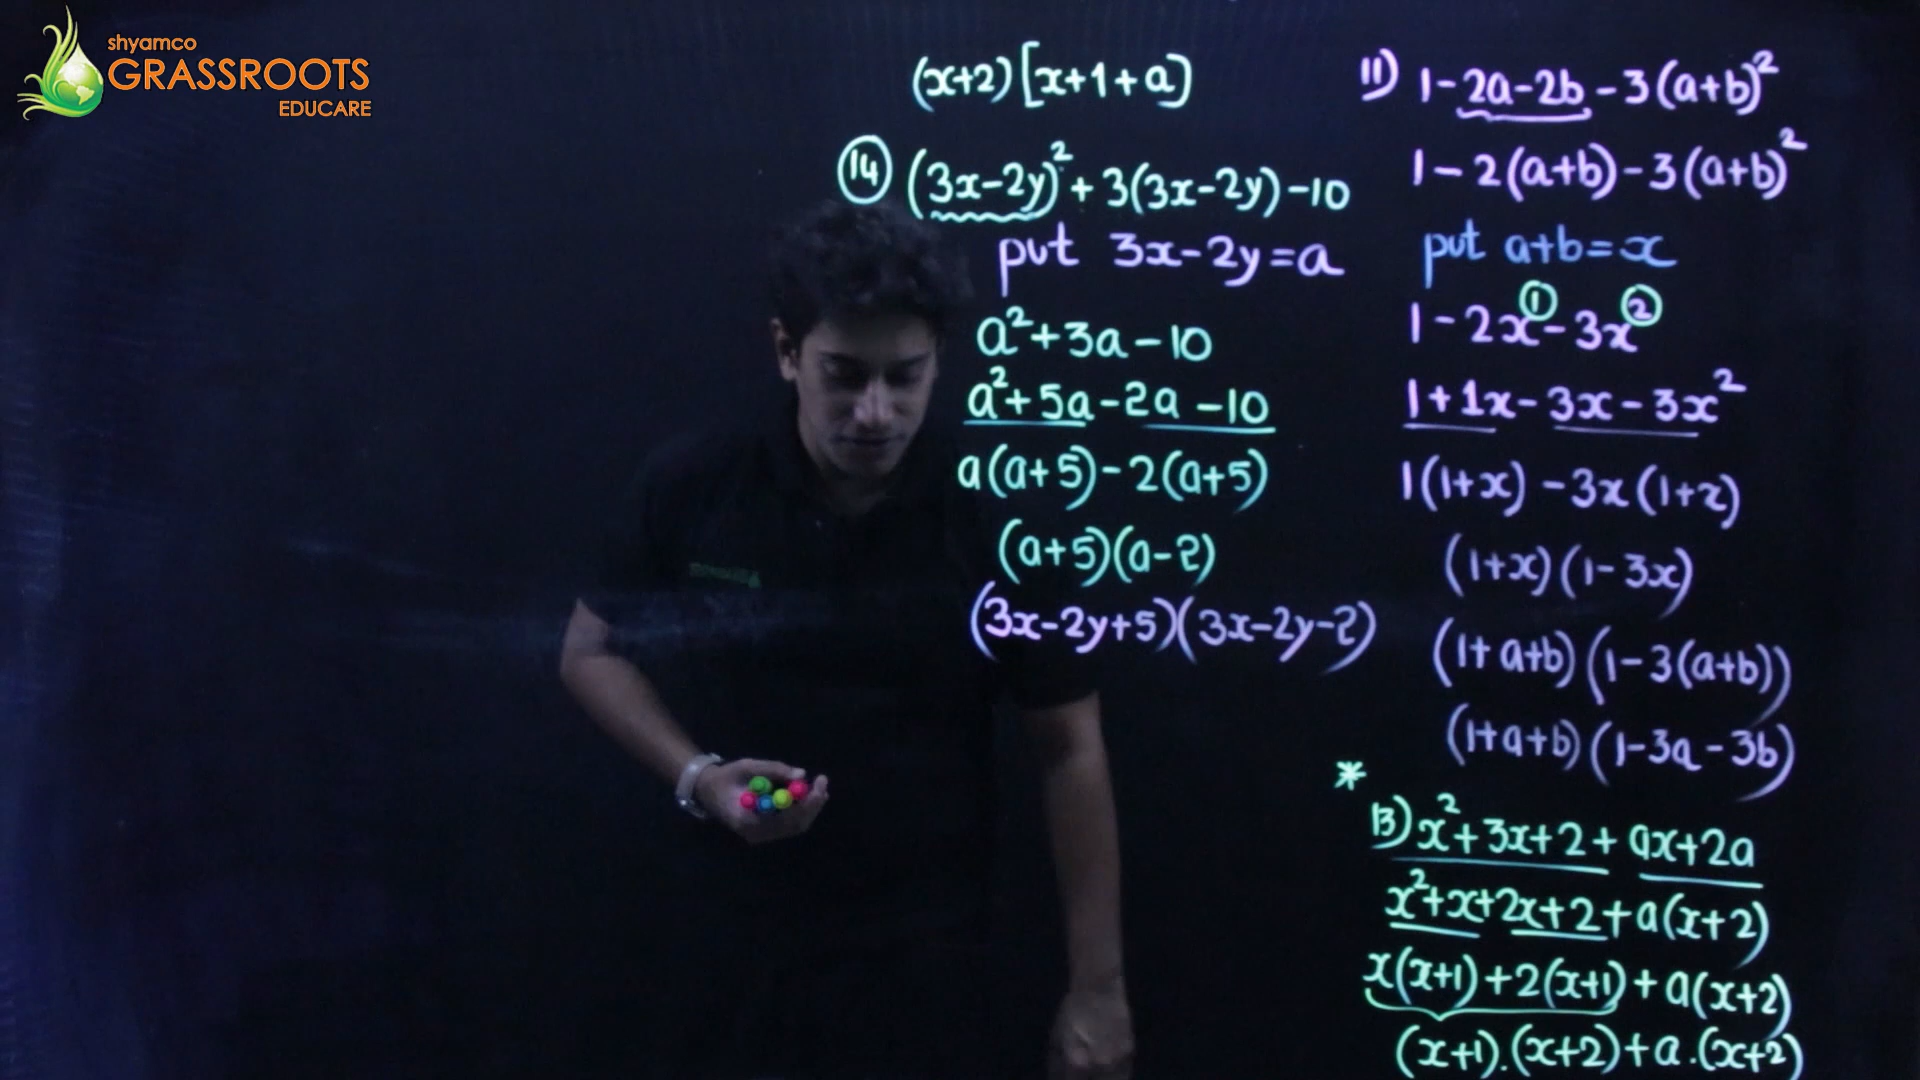 shyamco
GRASSROOTS
EDUCARE
(x+2)[x+1+a]
14 (3x-2y)² + 3(3x-2y) -10
put 3x-2y=a
a²+3a-10
a²+5a-2a-10
a(a+5)-2(a+5)
(a+5)(a-2)
(3x-2y+5)(3x-2y-2)
11) 1-2a-2b-3(a+b)²
1-2(a+b)-3(a+b)²
put a+b=x
1-2x¹-3x²
1+1x-3x-3x²
1(1+x)-3x(1+x)
(1+x)(1-3x)
(1+a+b)(1-3(a+b))
(1+a+b)(1-3a-3b)
*
13) x²+3x+2+ax+2a
x²+x+2x+2+a(x+2)
x(x+1)+2(x+1)+a(x+2)
(x+1).(x+2)+a.(x+2)